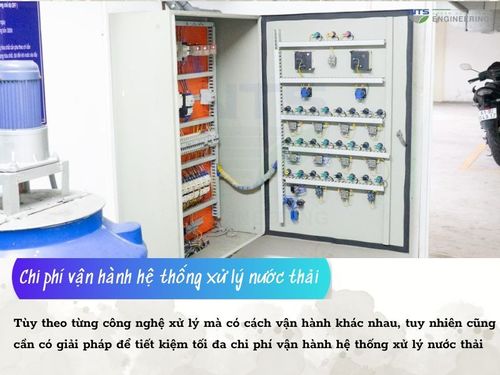 NTS
ENGINEERING
ENGINEERING
Chi phí vận hành hệ thống xử lý nước thải
Tùy theo từng công nghệ xử lý mà có cách vận hành khác nhau, tuy nhiên cũng
cần có giải pháp để tiết kiệm tối đa chi phí vận hành hệ thống xử lý nước thải